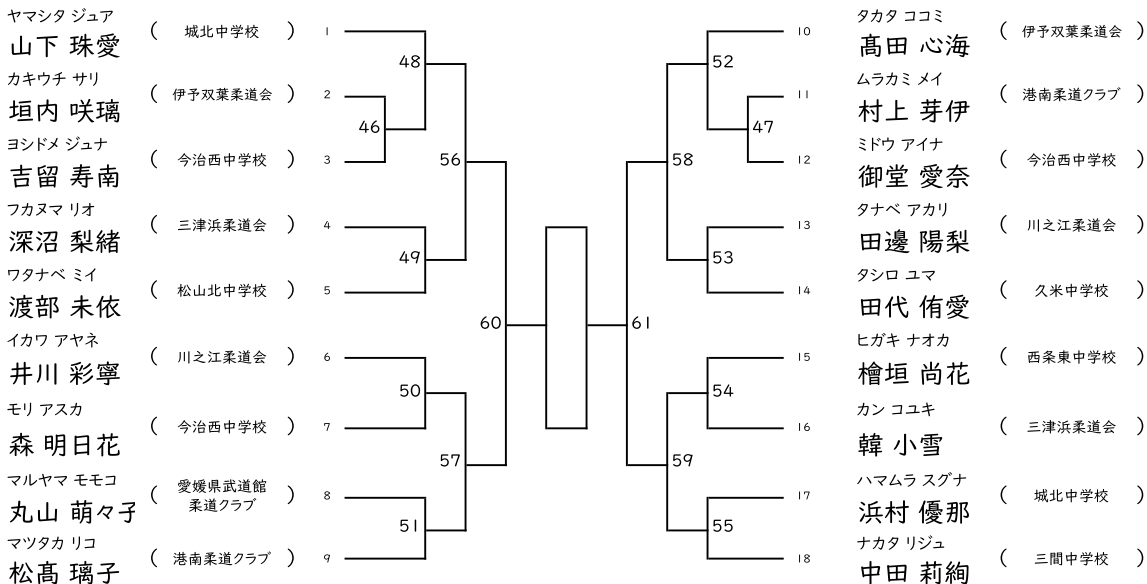 ヤマシタ ジュア
山下 珠愛
( 城北中学校 )
1
カキウチ サリ
垣内 咲璃
( 伊予双葉柔道会 )
2
ヨシドメ ジュナ
吉留 寿南
( 今治西中学校 )
3
フカヌマ リオ
深沼 梨緒
( 三津浜柔道会 )
4
ワタナベ ミイ
渡部 未依
( 松山北中学校 )
5
イカワ アヤネ
井川 彩寧
( 川之江柔道会 )
6
モリ アスカ
森 明日花
( 今治西中学校 )
7
マルヤマ モモコ
丸山 萌々子
( 愛媛県武道館
柔道クラブ )
8
マツタカ リコ
松髙 璃子
( 港南柔道クラブ )
9
48
46
56
49
60
50
57
51
52
47
58
53
61
54
59
55
10
タカタ ココミ
髙田 心海
( 伊予双葉柔道会 )
11
ムラカミ メイ
村上 芽伊
( 港南柔道クラブ )
12
ミドウ アイナ
御堂 愛奈
( 今治西中学校 )
13
タナベ アカリ
田邊 陽梨
( 川之江柔道会 )
14
タシロ ユマ
田代 侑愛
( 久米中学校 )
15
ヒガキ ナオカ
檜垣 尚花
( 西条東中学校 )
16
カン コユキ
韓 小雪
( 三津浜柔道会 )
17
ハマムラ スグナ
浜村 優那
( 城北中学校 )
18
ナカタ リジュ
中田 莉絢
( 三間中学校 )